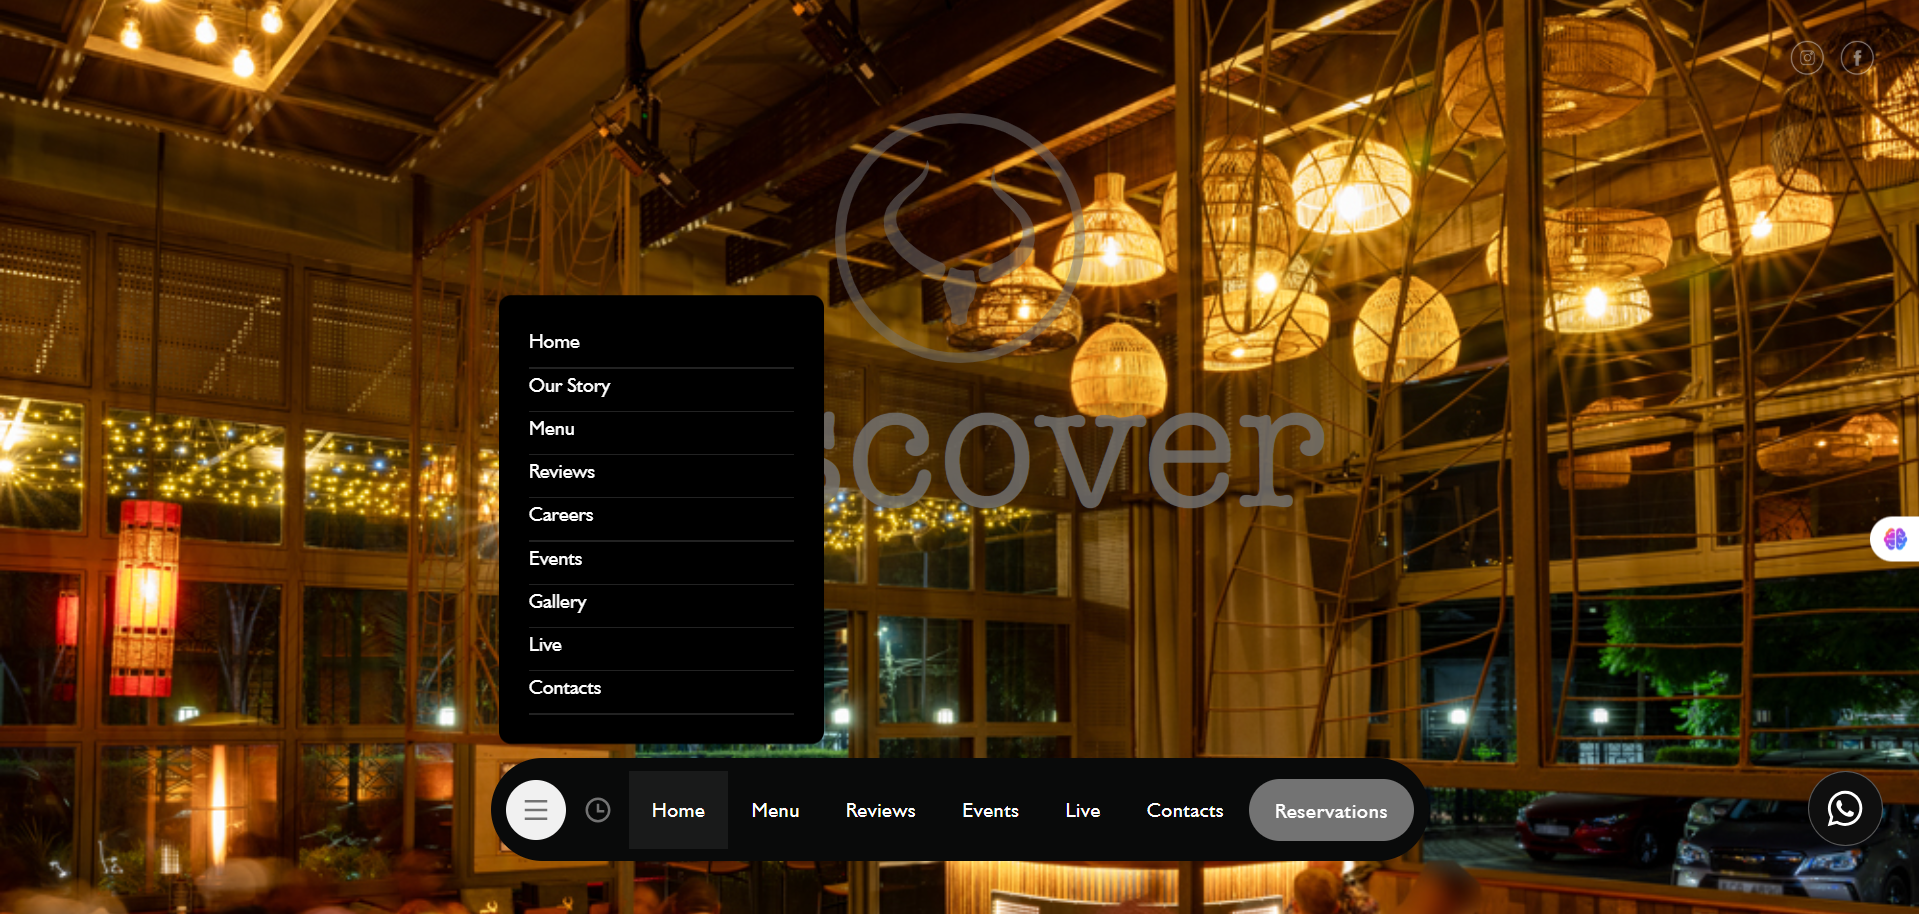 Home
Our Story
Menu
Reviews
Careers
Events
Gallery
Live
Contacts
scover
Home Menu Reviews Events Live Contacts Reservations